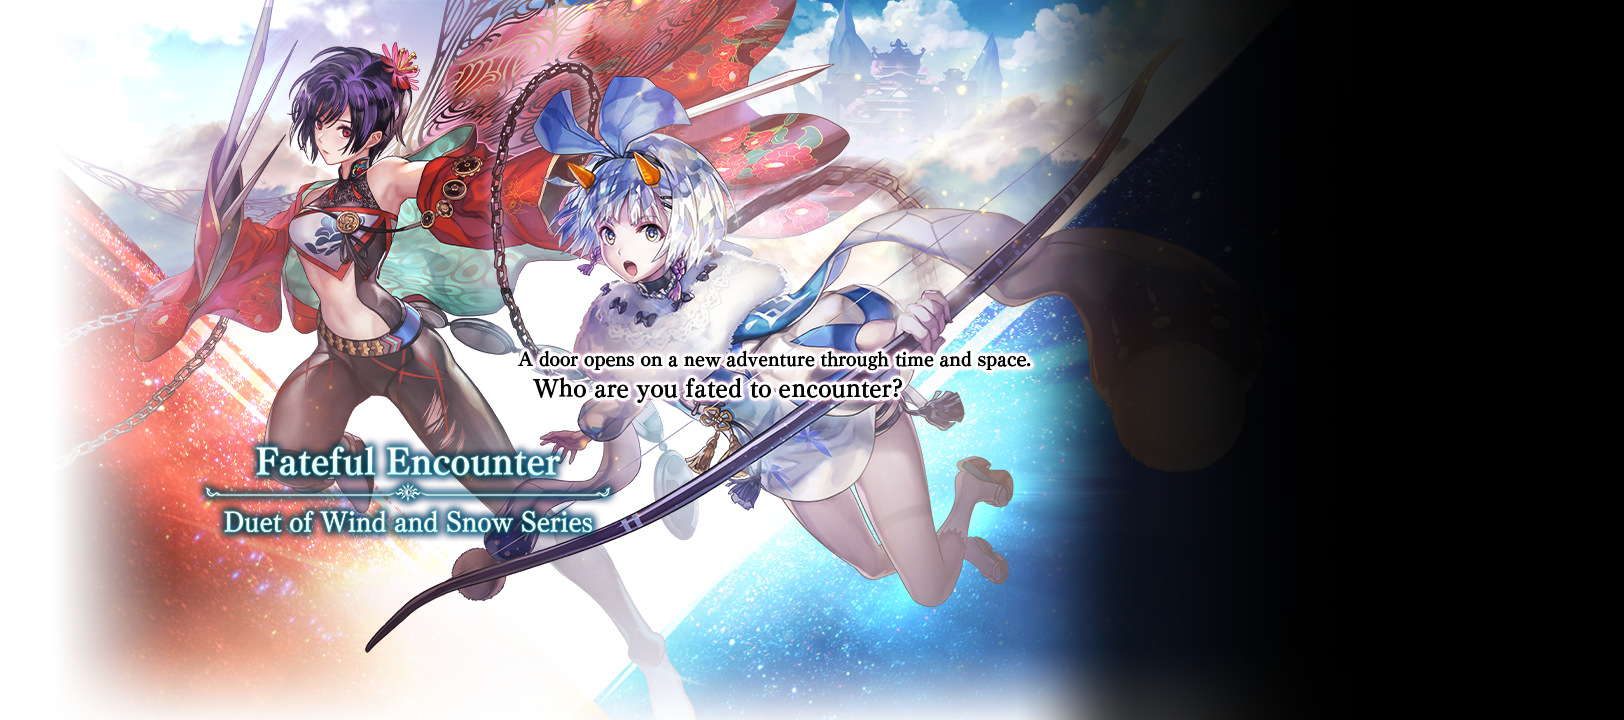 A door opens on a new adventure through time and space.
Who are you fated to encounter?
Fateful Encounter
Duet of Wind and Snow Series